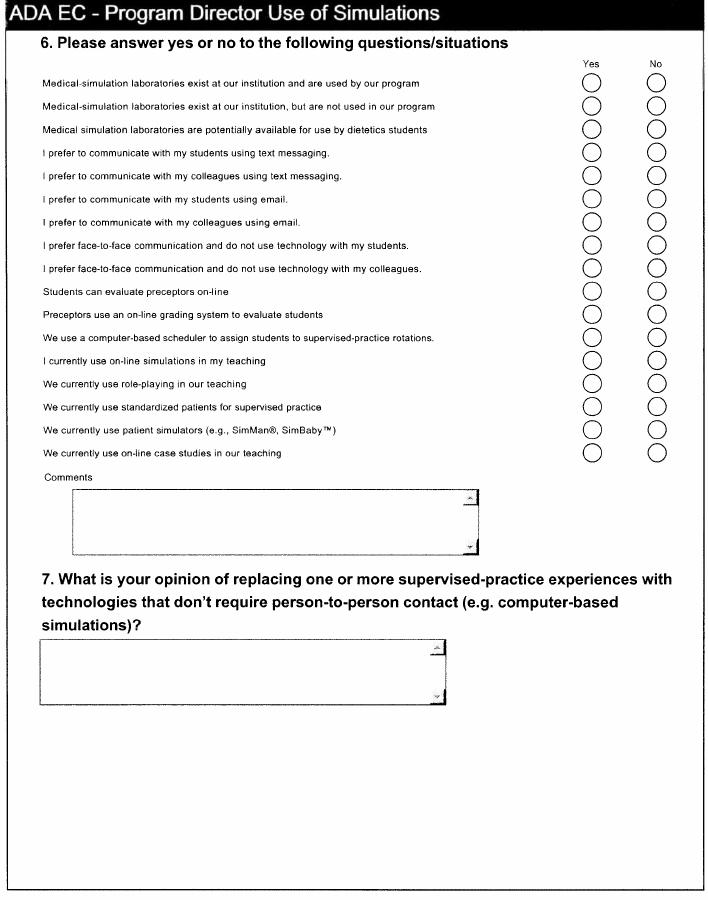 ADA EC - Program Director Use of Simulations
6. Please answer yes or no to the following questions/situations
Yes No
Medical-simulation laboratories exist at our institution and are used by our program
Medical-simulation laboratories exist at our institution, but are not used in our program
Medical simulation laboratories are potentially available for use by dietetics students
I prefer to communicate with my students using text messaging.
I prefer to communicate with my colleagues using text messaging.
I prefer to communicate with my students using email.
I prefer to communicate with my colleagues using email.
I prefer face-to-face communication and do not use technology with my students.
I prefer face-to-face communication and do not use technology with my colleagues.
Students can evaluate preceptors on-line
Preceptors use an on-line grading system to evaluate students
We use a computer-based scheduler to assign students to supervised-practice rotations.
I currently use on-line simulations in my teaching
We currently use role-playing in our teaching
We currently use standardized patients for supervised practice
We currently use patient simulators (e.g., SimMan®, SimBaby™)
We currently use on-line case studies in our teaching
Comments
7. What is your opinion of replacing one or more supervised-practice experiences with
technologies that don't require person-to-person contact (e.g. computer-based
simulations)?